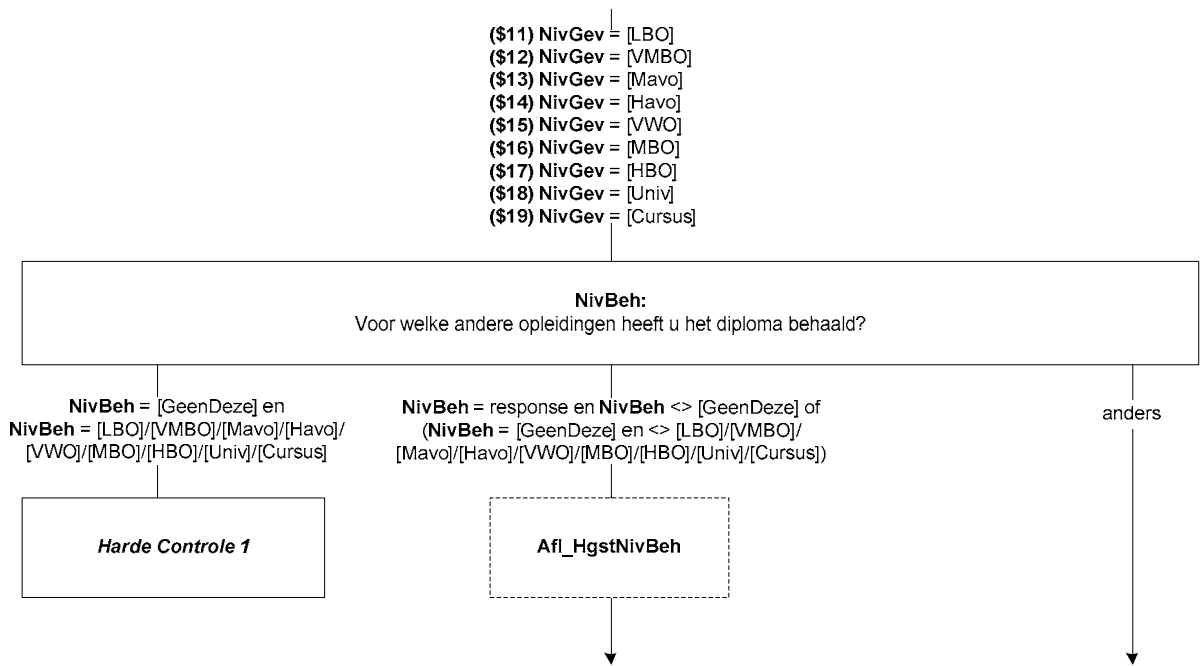 ($11) NivGev = [LBO]
($12) NivGev = [VMBO]
($13) NivGev = [Mavo]
($14) NivGev = [Havo]
($15) NivGev = [VWO]
($16) NivGev = [MBO]
($17) NivGev = [HBO]
($18) NivGev = [Univ]
($19) NivGev = [Cursus]
NivBeh:
Voor welke andere opleidingen heeft u het diploma behaald?
NivBeh = [GeenDeze] en
NivBeh = [LBO]/[VMBO]/[Mavo]/[Havo]/
[VWO]/[MBO]/[HBO]/[Univ]/[Cursus]
NivBeh = response en NivBeh <> [GeenDeze] of
(NivBeh = [GeenDeze] en <> [LBO]/[VMBO]/
[Mavo]/[Havo]/[VWO]/[MBO]/[HBO]/[Univ]/[Cursus])
anders
Harde Controle 1
Afl_HgstNivBeh